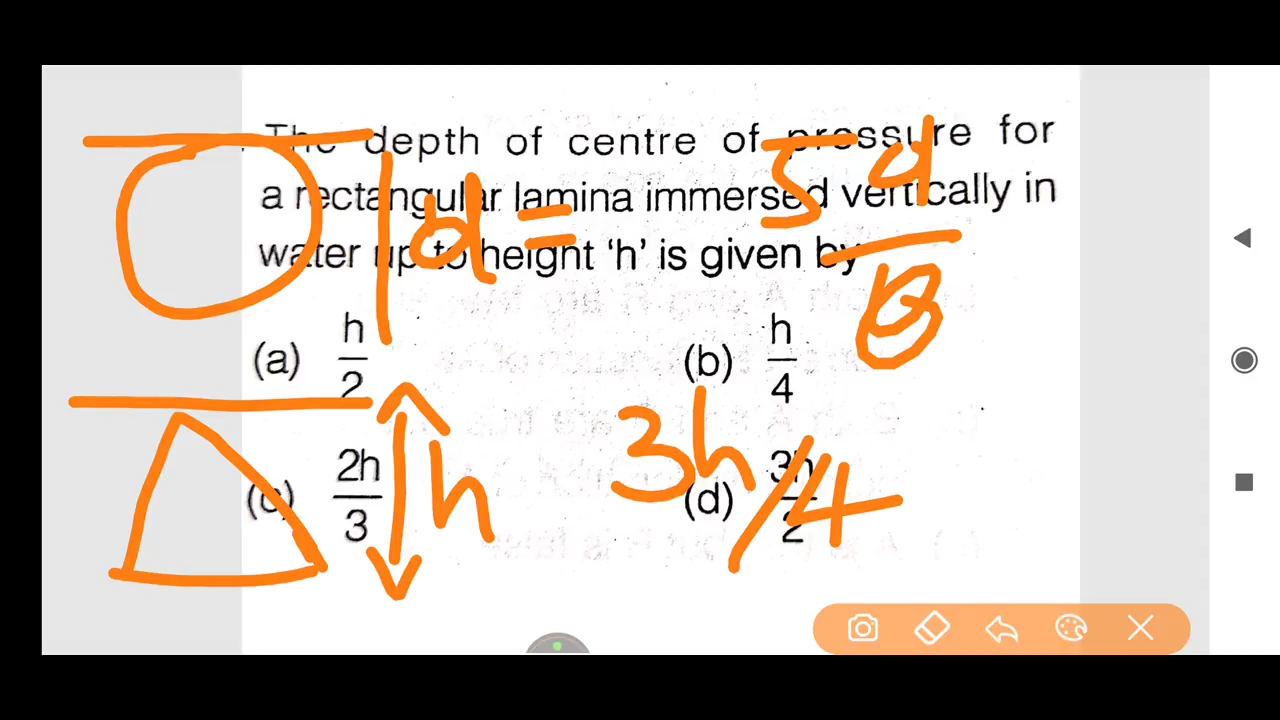 The depth of centre of pressure for
a rectangular lamina immersed vertically in
water up to height ‘h’ is given by
(a) h/2
(b) h/4
(c) 2h/3
(d) 3h/2
d = 5d/8
h
3h/4